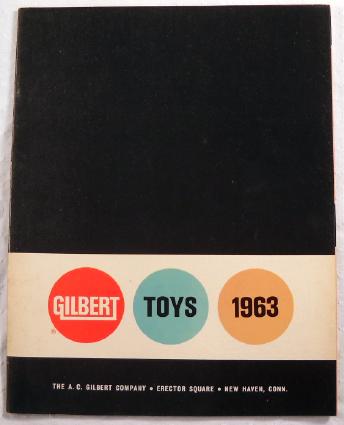 GILBERT TOYS 1963
®
THE A. C. GILBERT COMPANY • ERECTOR SQUARE • NEW HAVEN, CONN.